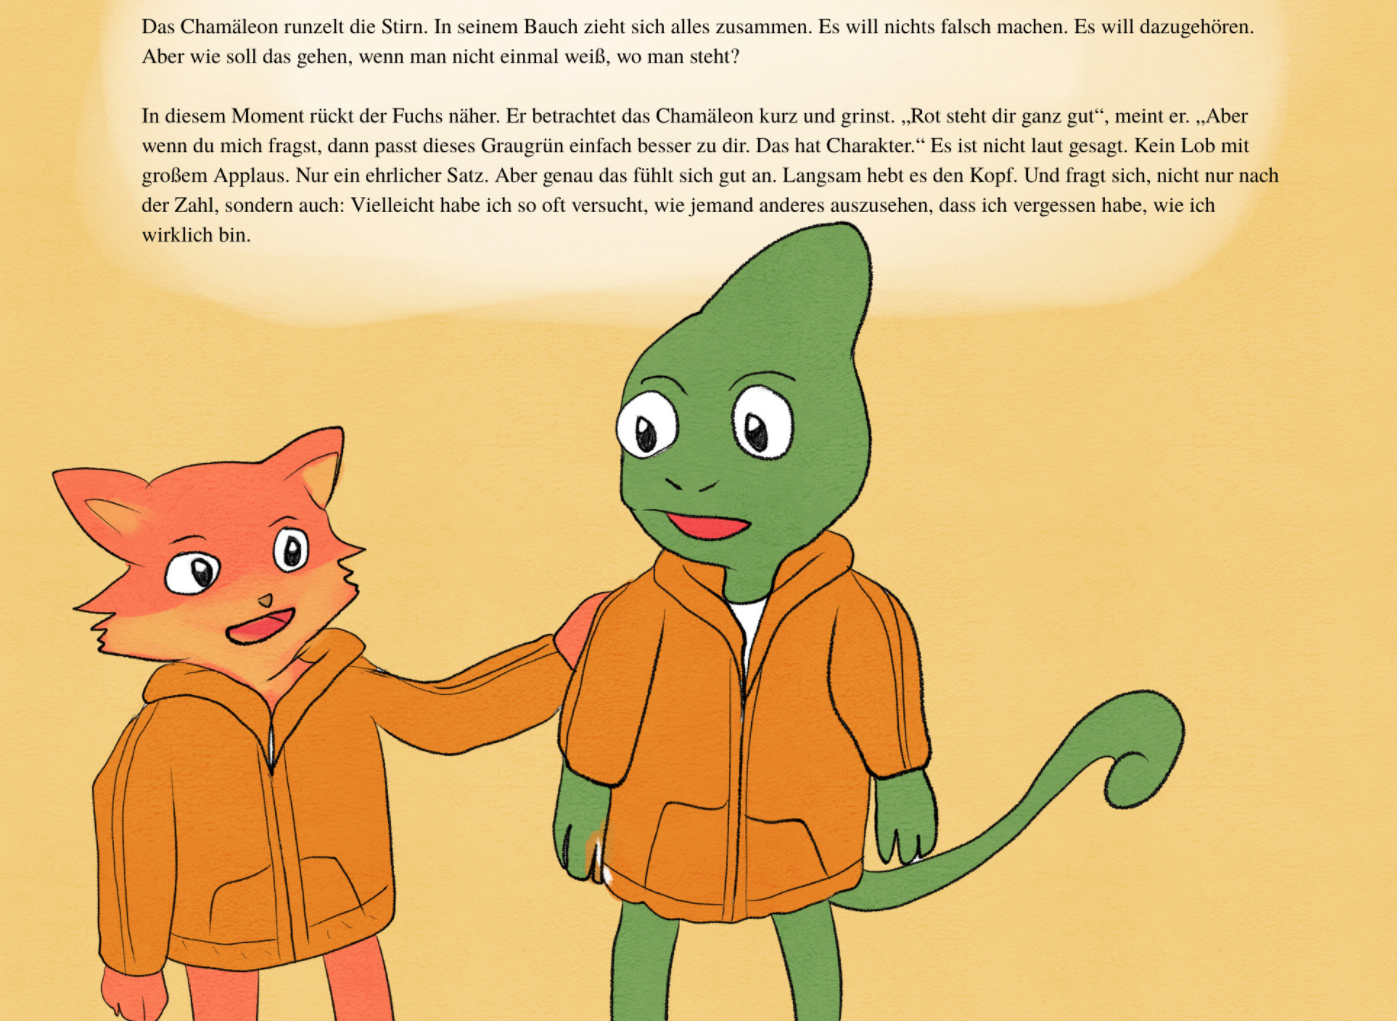 Das Chamäleon runzelt die Stirn. In seinem Bauch zieht sich alles zusammen. Es will nichts falsch machen. Es will dazugehören.
Aber wie soll das gehen, wenn man nicht einmal weiß, wo man steht?
In diesem Moment rückt der Fuchs näher. Er betrachtet das Chamäleon kurz und grinst. „Rot steht dir ganz gut“, meint er. „Aber
wenn du mich fragst, dann passt dieses Graugrün einfach besser zu dir. Das hat Charakter.“ Es ist nicht laut gesagt. Kein Lob mit
großem Applaus. Nur ein ehrlicher Satz. Aber genau das fühlt sich gut an. Langsam hebt es den Kopf. Und fragt sich, nicht nur nach
der Zahl, sondern auch: Vielleicht habe ich so oft versucht, wie jemand anderes auszusehen, dass ich vergessen habe, wie ich
wirklich bin.